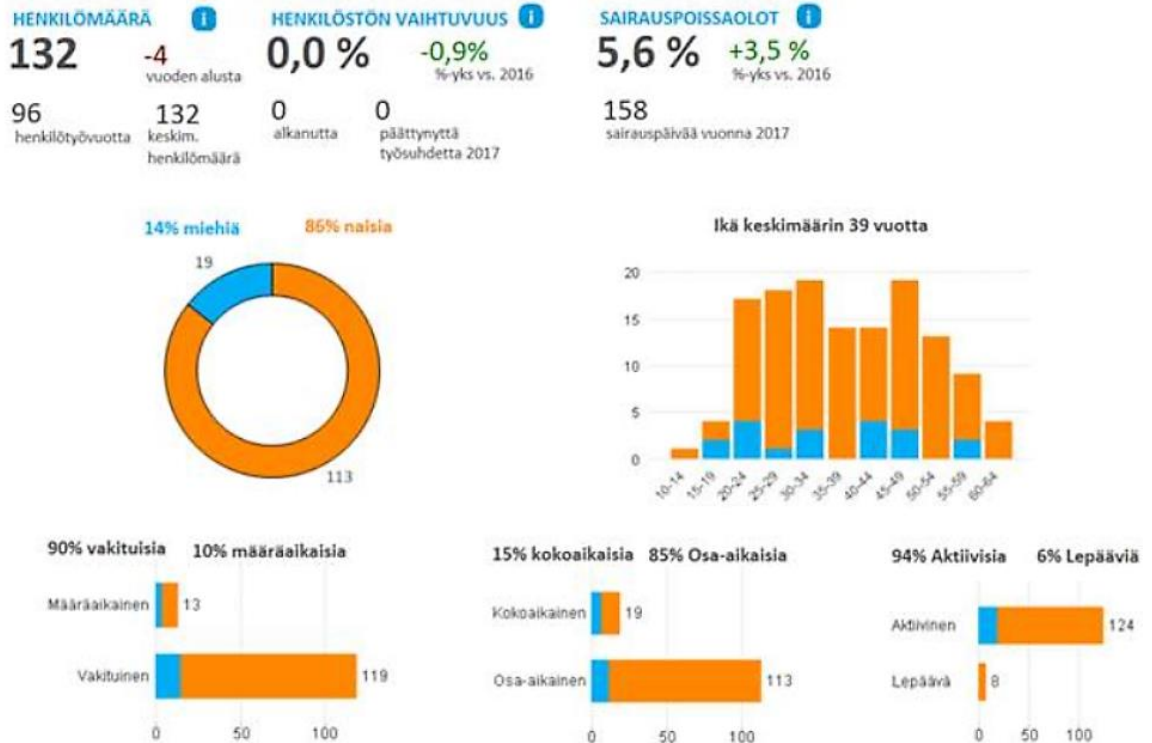 HENKILÖMÄÄRÄ i
132 -4
vuoden alusta
96 132
henkilötyövuotta keskim.
henkilömäärä
HENKILÖSTÖN VAIHTUVUUS i
0,0 % -0,9%
%-yks vs. 2016
0 0
alkanutta päättynyttä
työsuhdetta 2017
SAIRAUSPOISSAOLOT i
5,6 % +3,5 %
%-yks vs. 2016
158
sairauspäivää vuonna 2017
14% miehiä 86% naisia
19
113
Ikä keskimäärin 39 vuotta
20
15
10
5
0
10-14 15-19 20-24 25-29 30-34 35-39 40-44 45-49 50-54 55-59 60-64
90% vakituisia 10% määräaikaisia
Määräaikainen 13
Vakituinen 119
0 50 100
15% kokoaikaisia 85% Osa-aikaisia
Kokoaikainen 19
Osa-aikainen 113
0 50 100
94% Aktiivisia 6% Lepääviä
Aktiivinen 124
Lepäävä 8
0 50 100